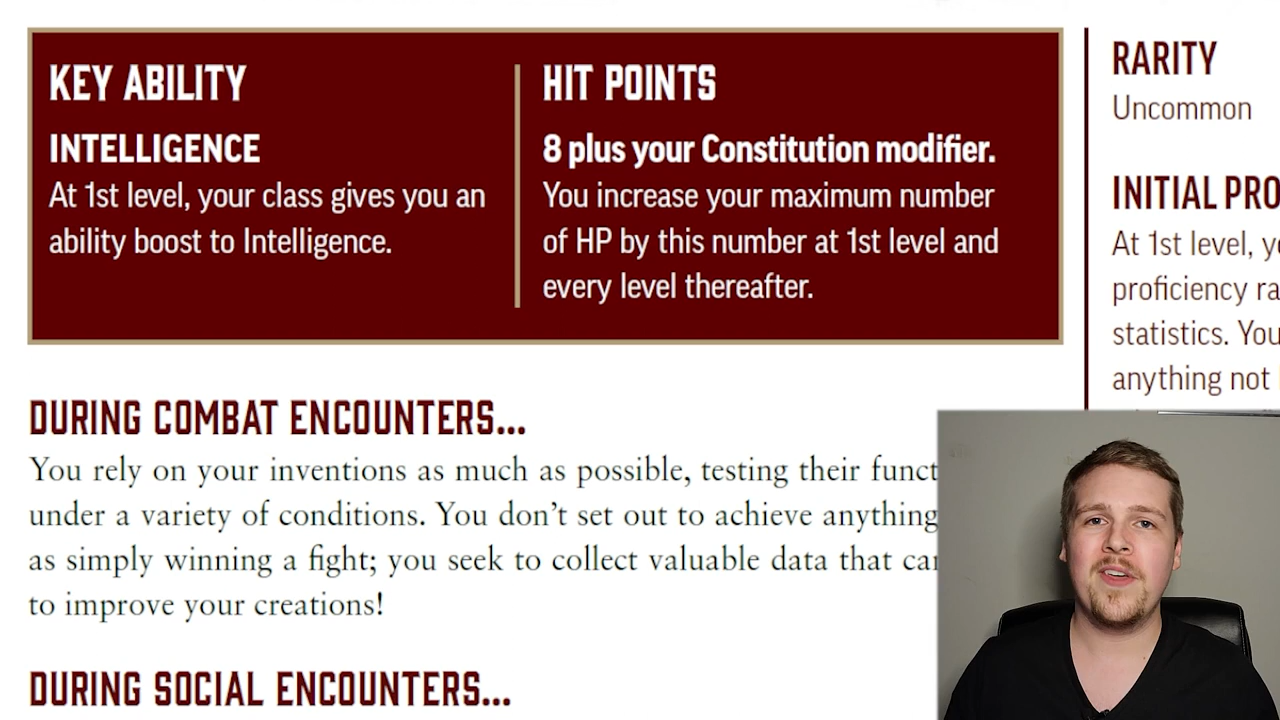 KEY ABILITY
INTELLIGENCE
At 1st level, your class gives you an
ability boost to Intelligence.
HIT POINTS
8 plus your Constitution modifier.
You increase your maximum number
of HP by this number at 1st level and
every level thereafter.
DURING COMBAT ENCOUNTERS...
You rely on your inventions as much as possible, testing their funct
under a variety of conditions. You don’t set out to achieve anything
as simply winning a fight; you seek to collect valuable data that can
to improve your creations!
DURING SOCIAL ENCOUNTERS...
RARITY
Uncommon
INITIAL PRO
At 1st level, yo
proficiency ra
statistics. You
anything not